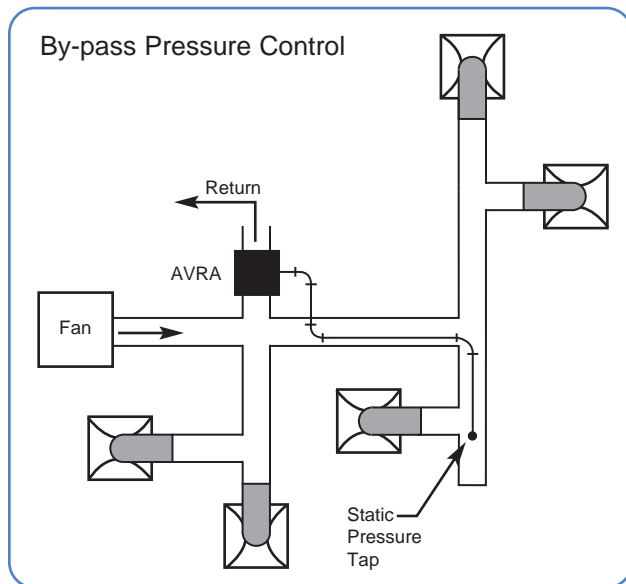 By-pass Pressure Control
Return
AVRA
Fan
Static
Pressure
Tap